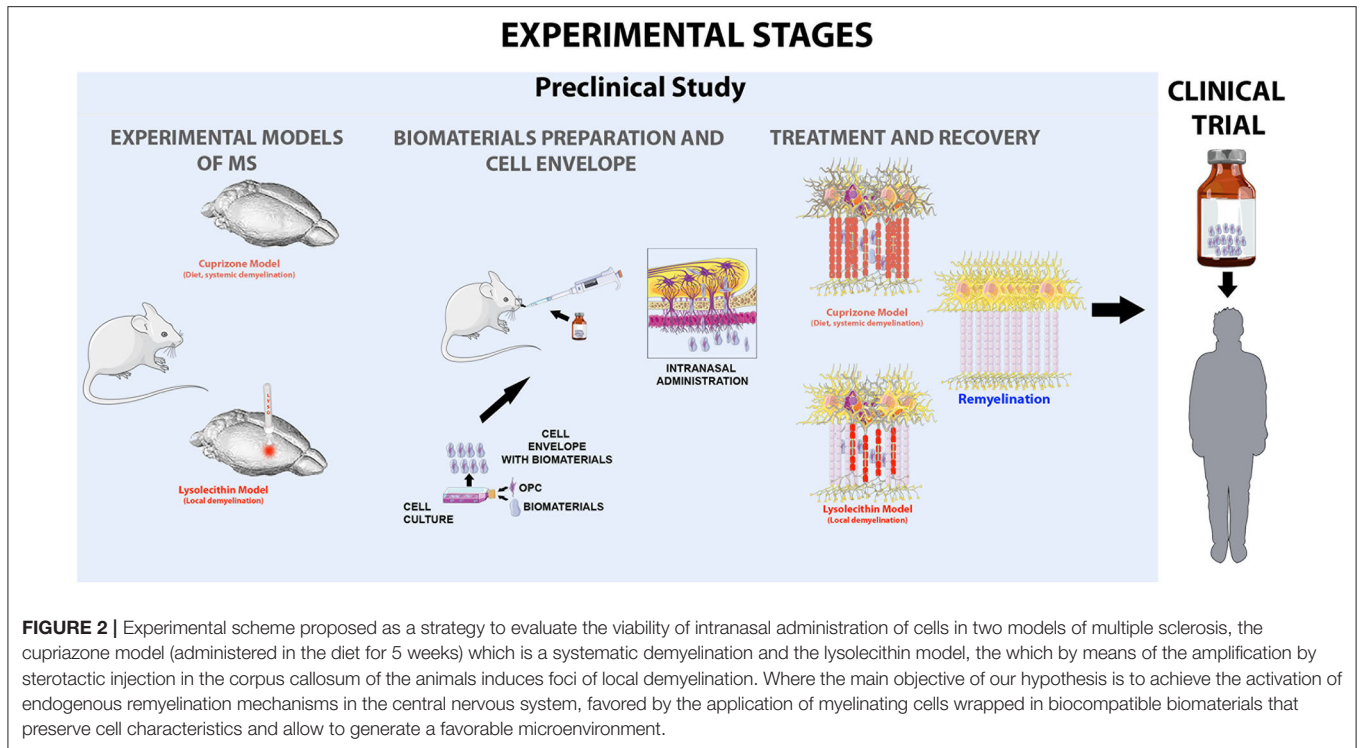 EXPERIMENTAL STAGES
Preclinical Study
EXPERIMENTAL MODELS
OF MS
Cuprizone Model
(Diet, systemic demyelination)
LYSO
Lysolecithin Model
(Local demyelination)
BIOMATERIALS PREPARATION AND
CELL ENVELOPE
INTRANASAL
ADMINISTRATION
CELL
ENVELOPE
WITH BIOMATERIALS
OPC
BIOMATERIALS
CELL
CULTURE
TREATMENT AND RECOVERY
Cuprizone Model
(Diet, systemic demyelination)
Remyelination
Lysolecithin Model
(Local demyelination)
CLINICAL
TRIAL
FIGURE 2 | Experimental scheme proposed as a strategy to evaluate the viability of intranasal administration of cells in two models of multiple sclerosis, the
cupriazone model (administered in the diet for 5 weeks) which is a systematic demyelination and the lysolecithin model, the which by means of the amplification by
sterotactic injection in the corpus callosum of the animals induces foci of local demyelination. Where the main objective of our hypothesis is to achieve the activation of
endogenous remyelination mechanisms in the central nervous system, favored by the application of myelinating cells wrapped in biocompatible biomaterials that
preserve cell characteristics and allow to generate a favorable microenvironment.